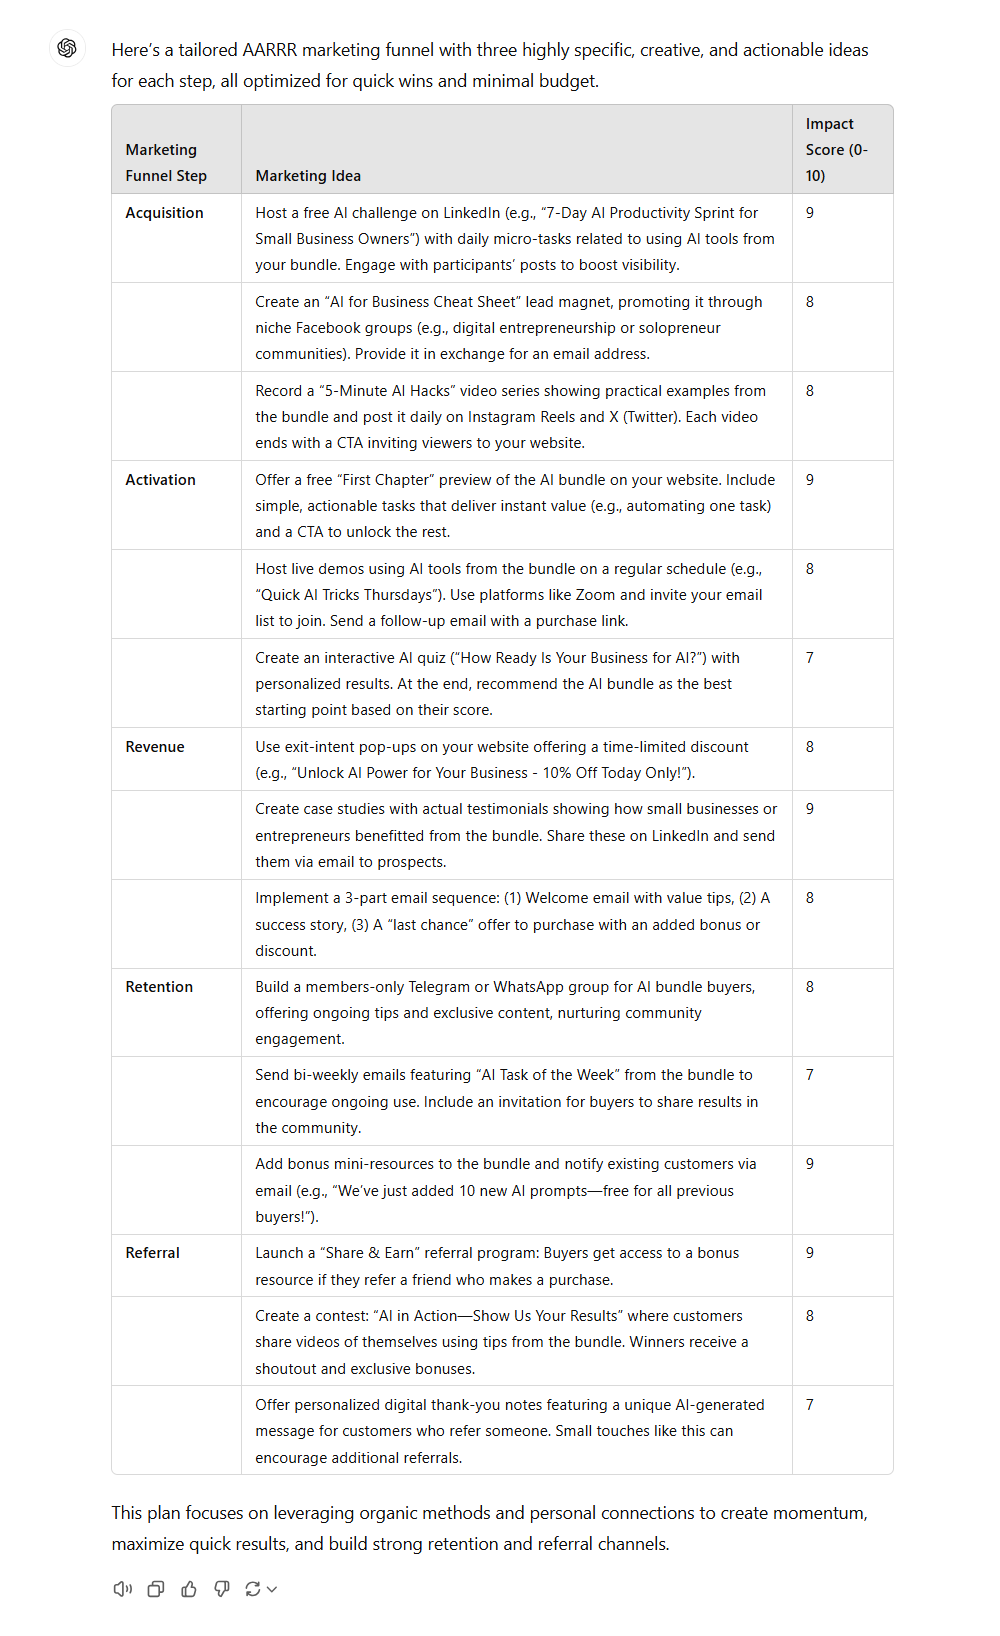 Here's a tailored AARRR marketing funnel with three highly specific, creative, and actionable ideas
for each step, all optimized for quick wins and minimal budget.
Marketing
Funnel Step
Marketing Idea
Impact
Score (0-
10)
Acquisition
Host a free AI challenge on LinkedIn (e.g., “7-Day AI Productivity Sprint for
Small Business Owners”) with daily micro-tasks related to using AI tools from
your bundle. Engage with participants’ posts to boost visibility.
9
Create an “AI for Business Cheat Sheet” lead magnet, promoting it through
niche Facebook groups (e.g., digital entrepreneurship or solopreneur
communities). Provide it in exchange for an email address.
8
Record a “5-Minute AI Hacks” video series showing practical examples from
the bundle and post it daily on Instagram Reels and X (Twitter). Each video
ends with a CTA inviting viewers to your website.
8
Activation
Offer a free “First Chapter” preview of the AI bundle on your website. Include
simple, actionable tasks that deliver instant value (e.g., automating one task)
and a CTA to unlock the rest.
9
Host live demos using AI tools from the bundle on a regular schedule (e.g.,
“Quick AI Tricks Thursdays”). Use platforms like Zoom and invite your email
list to join. Send a follow-up email with a purchase link.
8
Create an interactive AI quiz (“How Ready Is Your Business for AI?”) with
personalized results. At the end, recommend the AI bundle as the best
starting point based on their score.
7
Revenue
Use exit-intent pop-ups on your website offering a time-limited discount
(e.g., “Unlock AI Power for Your Business - 10% Off Today Only!”).
8
Create case studies with actual testimonials showing how small businesses or
entrepreneurs benefitted from the bundle. Share these on LinkedIn and send
them via email to prospects.
9
Implement a 3-part email sequence: (1) Welcome email with value tips, (2) A
success story, (3) A “last chance” offer to purchase with an added bonus or
discount.
8
Retention
Build a members-only Telegram or WhatsApp group for AI bundle buyers,
offering ongoing tips and exclusive content, nurturing community
engagement.
8
Send bi-weekly emails featuring “AI Task of the Week” from the bundle to
encourage ongoing use. Include an invitation for buyers to share results in
the community.
7
Add bonus mini-resources to the bundle and notify existing customers via
email (e.g., “We’ve just added 10 new AI prompts—free for all previous
buyers!”).
9
Referral
Launch a “Share & Earn” referral program: Buyers get access to a bonus
resource if they refer a friend who makes a purchase.
9
Create a contest: “AI in Action—Show Us Your Results” where customers
share videos of themselves using tips from the bundle. Winners receive a
shoutout and exclusive bonuses.
8
Offer personalized digital thank-you notes featuring a unique AI-generated
message for customers who refer someone. Small touches like this can
encourage additional referrals.
7
This plan focuses on leveraging organic methods and personal connections to create momentum,
maximize quick results, and build strong retention and referral channels.